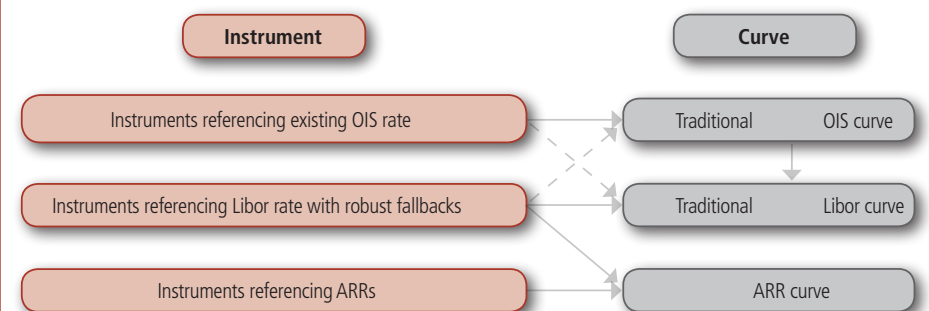 Instrument
Curve
Instruments referencing existing OIS rate
Traditional OIS curve
Instruments referencing Libor rate with robust fallbacks
Traditional Libor curve
Instruments referencing ARRs
ARR curve